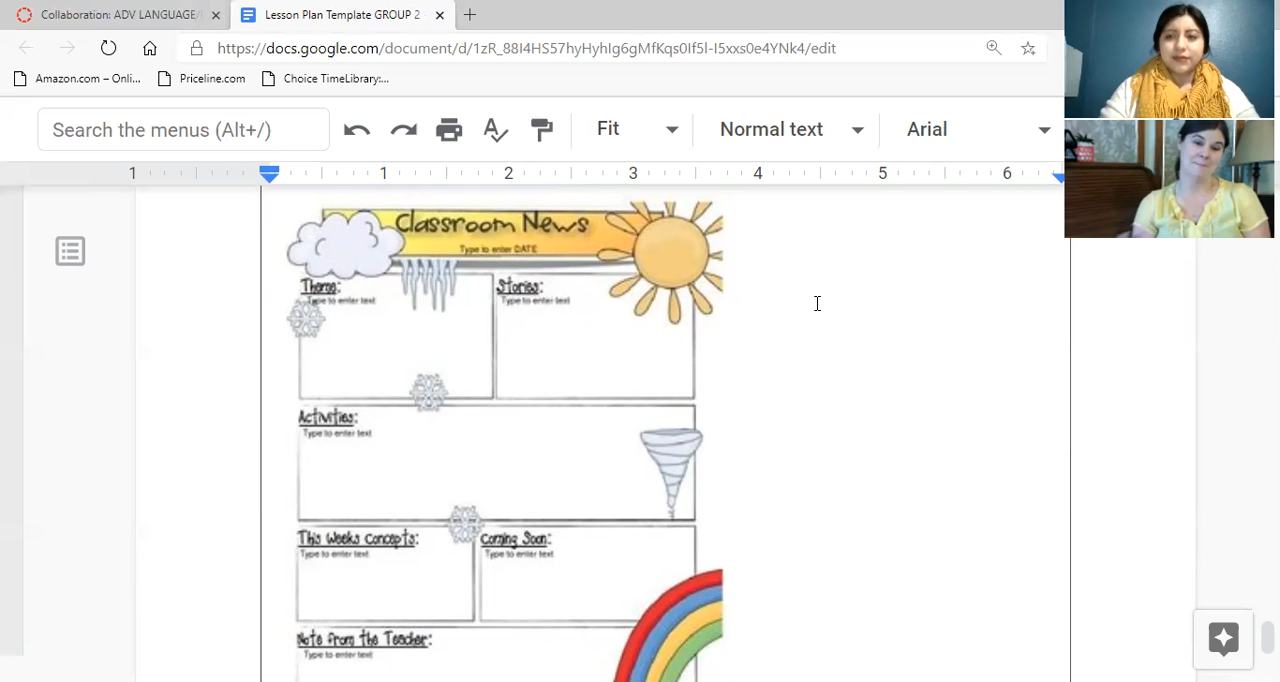 Collaboration: ADV LANGUAGE/
Lesson Plan Template GROUP 2
https://docs.google.com/document/d/1zR_88I4HS57hyHyhIg6gMfKqs0If5l-I5xxs0e4YNk4/edit
Amazon.com – Onli...
Priceline.com
Choice TimeLibrary:...
Search the menus (Alt+/)
Fit
Normal text
Arial
1 1 2 3 4 5 6
Classroom News
Type to enter DATE
Theme:
Type to enter text
Stories:
Type to enter text
Activities:
Type to enter text
This Weeks Concepts:
Type to enter text
Coming Soon:
Type to enter text
Note from the Teacher:
Type to enter text